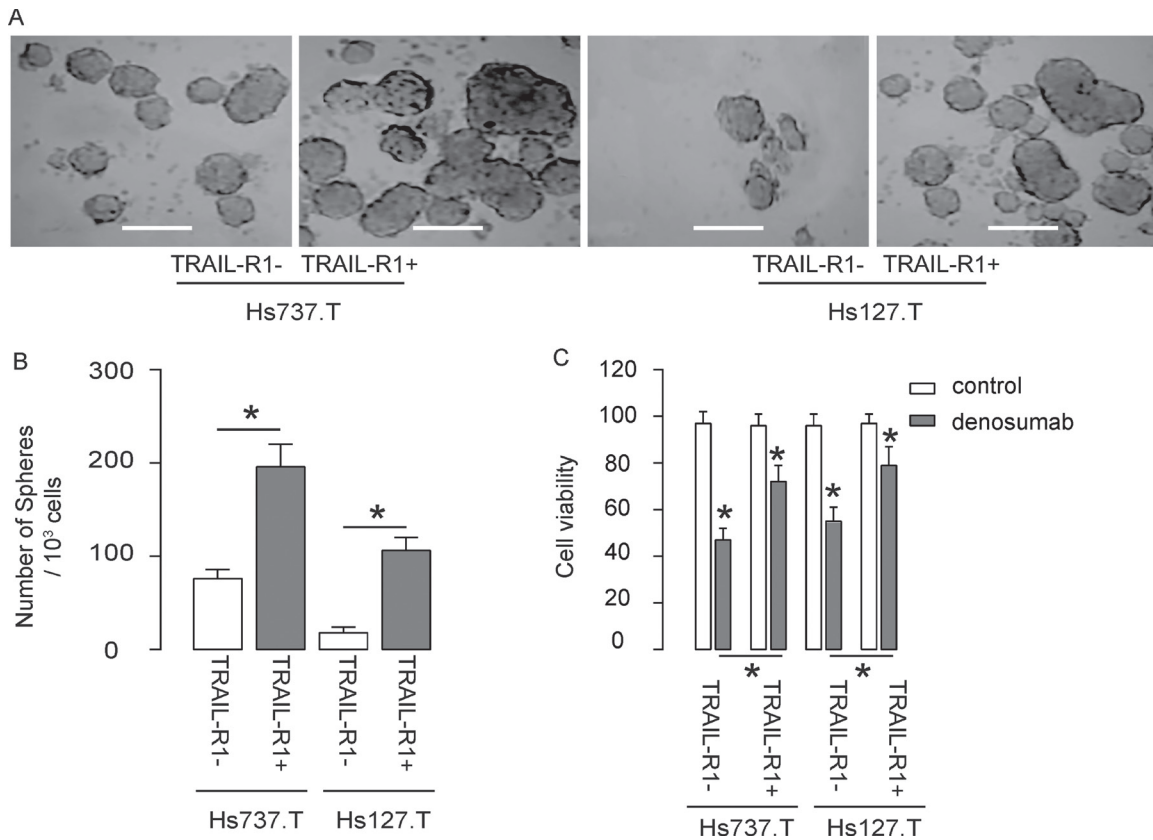 A
TRAIL-R1- TRAIL-R1+
Hs737.T
TRAIL-R1- TRAIL-R1+
Hs127.T
B
Number of Spheres
/ 10³ cells
300
200
100
0
*
*
TRAIL-R1-
TRAIL-R1+
TRAIL-R1-
TRAIL-R1+
Hs737.T
Hs127.T
C
Cell viability
120
100
80
60
40
20
0
control
denosumab
*
*
*
*
*
*
TRAIL-R1-
TRAIL-R1+
TRAIL-R1-
TRAIL-R1+
Hs737.T
Hs127.T